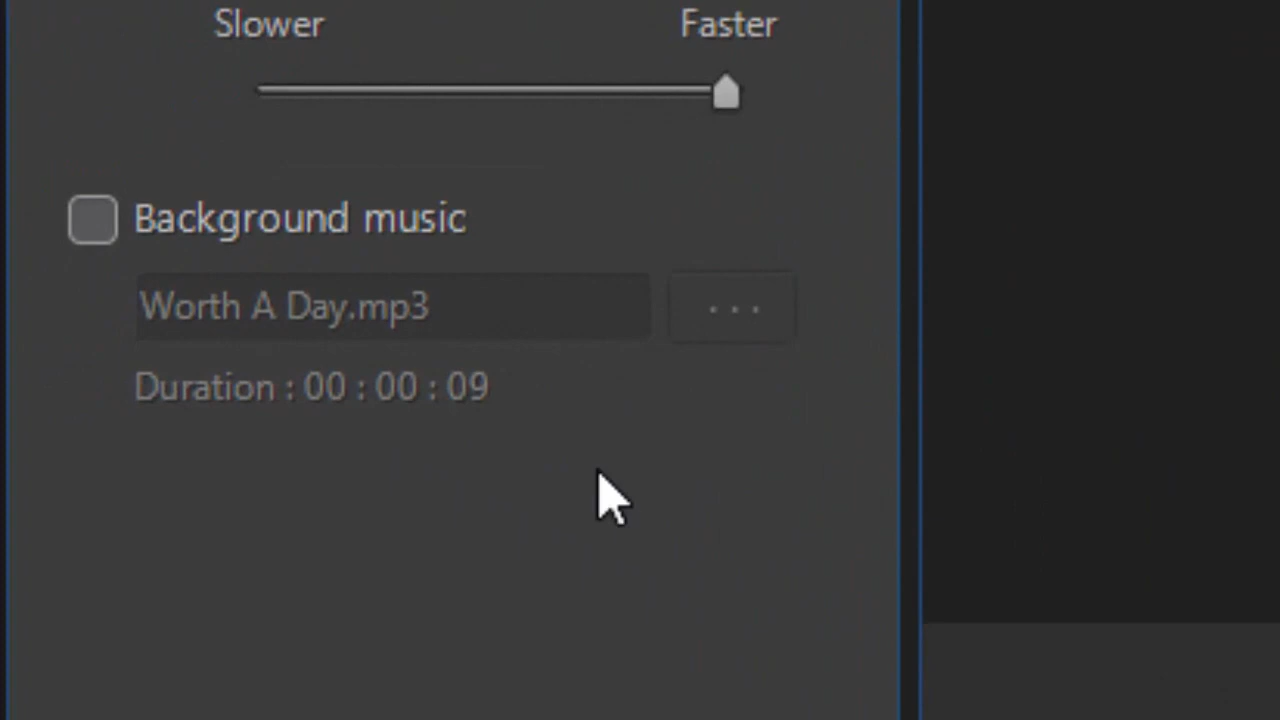 Slower Faster
Background music
Worth A Day.mp3 ...
Duration : 00 : 00 : 09